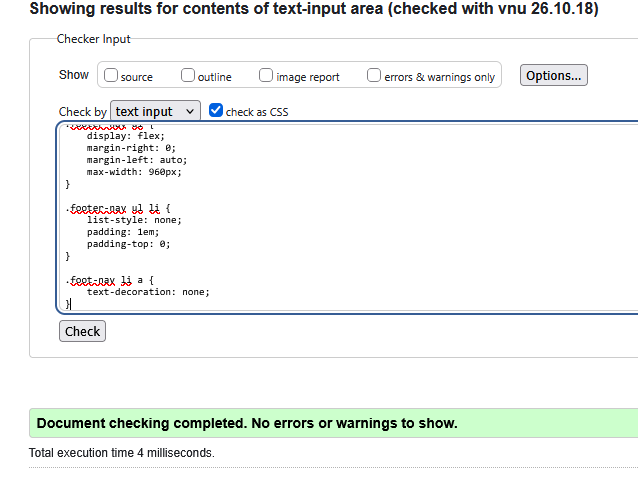 Showing results for contents of text-input area (checked with vnu 26.10.18)
Checker Input
Show source outline image report errors & warnings only Options...
Check by text input check as CSS
display: flex;
margin-right: 0;
margin-left: auto;
max-width: 960px;
}
.footer-nav ul li {
list-style: none;
padding: 1em;
padding-top: 0;
}
.foot-nav li a {
text-decoration: none;
}
Check
Document checking completed. No errors or warnings to show.
Total execution time 4 milliseconds.